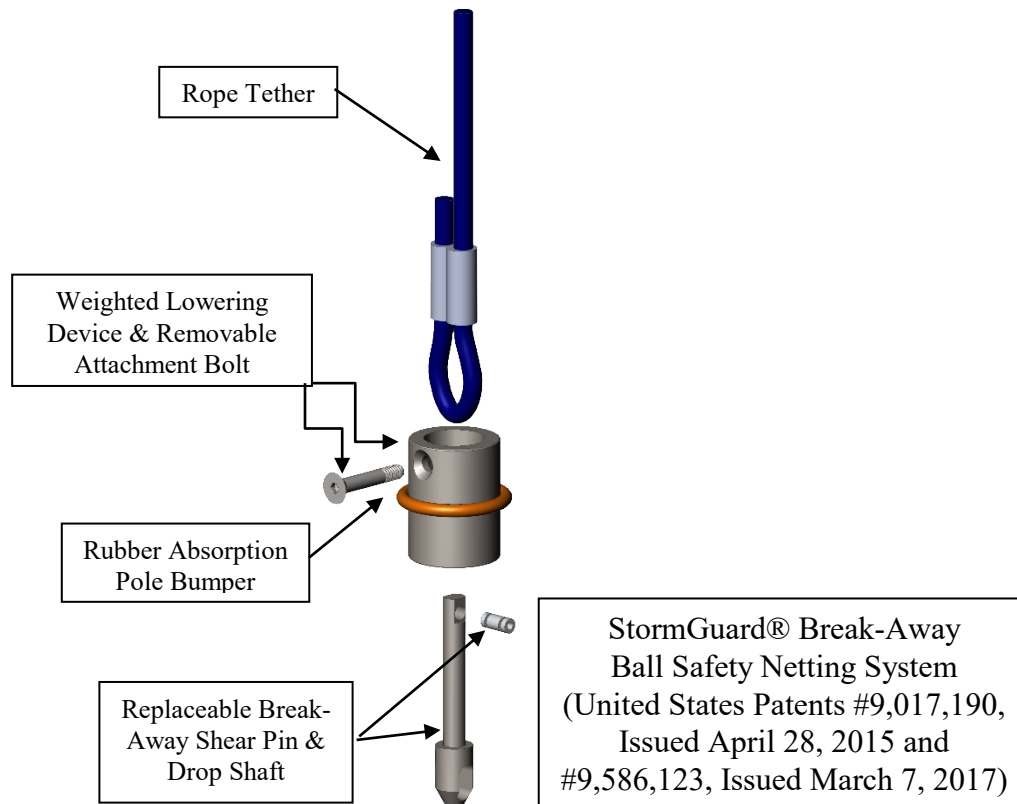 Rope Tether
Weighted Lowering
Device & Removable
Attachment Bolt
Rubber Absorption
Pole Bumper
Replaceable Break-
Away Shear Pin &
Drop Shaft
StormGuard® Break-Away
Ball Safety Netting System
(United States Patents #9,017,190,
Issued April 28, 2015 and
#9,586,123, Issued March 7, 2017)